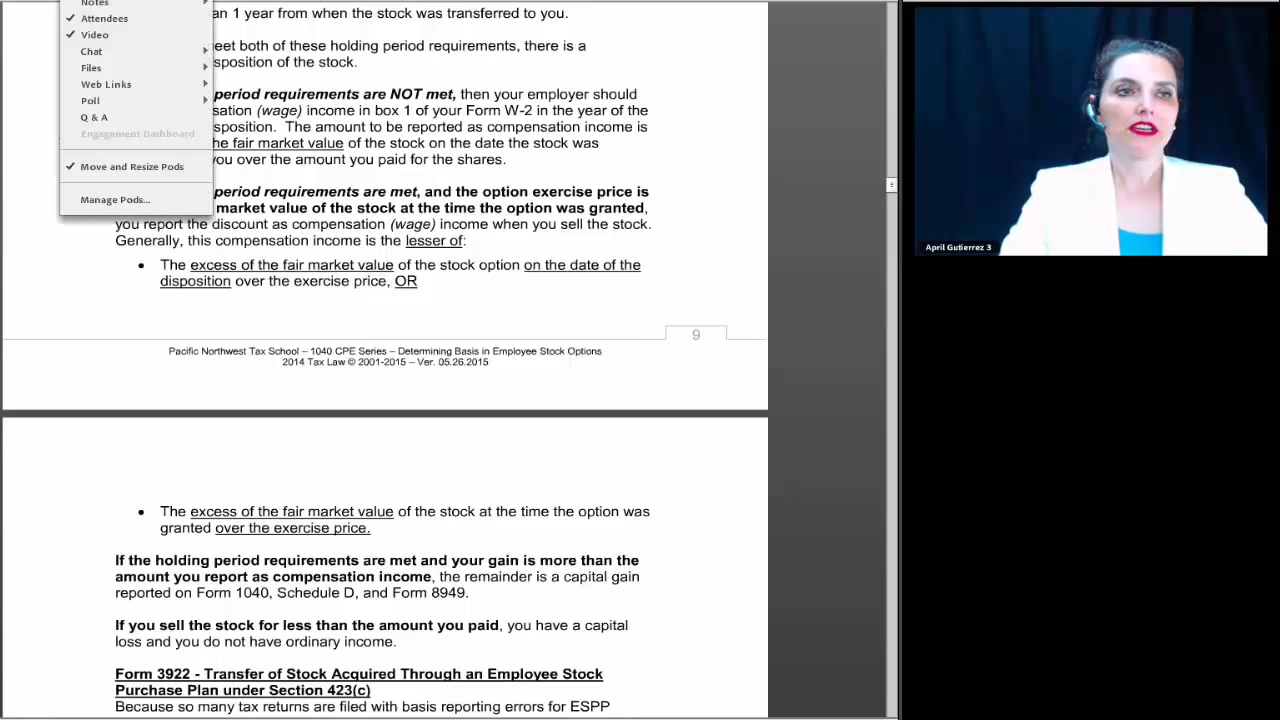 Notes
an 1 year from when the stock was transferred to you.
Attendees
Video
eet both of these holding period requirements, there is a
Chat
sposition of the stock.
Files
Web Links
period requirements are NOT met, then your employer should
Poll
sation (wage) income in box 1 of your Form W-2 in the year of the
Q & A
sposition. The amount to be reported as compensation income is
Engagement Dashboard
he fair market value of the stock on the date the stock was
you over the amount you paid for the shares.
Move and Resize Pods
period requirements are met, and the option exercise price is
Manage Pods...
market value of the stock at the time the option was granted,
you report the discount as compensation (wage) income when you sell the stock.
Generally, this compensation income is the lesser of:
• The excess of the fair market value of the stock option on the date of the
disposition over the exercise price, OR
9
Pacific Northwest Tax School – 1040 CPE Series – Determining Basis in Employee Stock Options
2014 Tax Law © 2001-2015 – Ver. 05.26.2015
• The excess of the fair market value of the stock at the time the option was
granted over the exercise price.
If the holding period requirements are met and your gain is more than the
amount you report as compensation income, the remainder is a capital gain
reported on Form 1040, Schedule D, and Form 8949.
If you sell the stock for less than the amount you paid, you have a capital
loss and you do not have ordinary income.
Form 3922 - Transfer of Stock Acquired Through an Employee Stock
Purchase Plan under Section 423(c)
Because so many tax returns are filed with basis reporting errors for ESPP
April Gutierrez 3